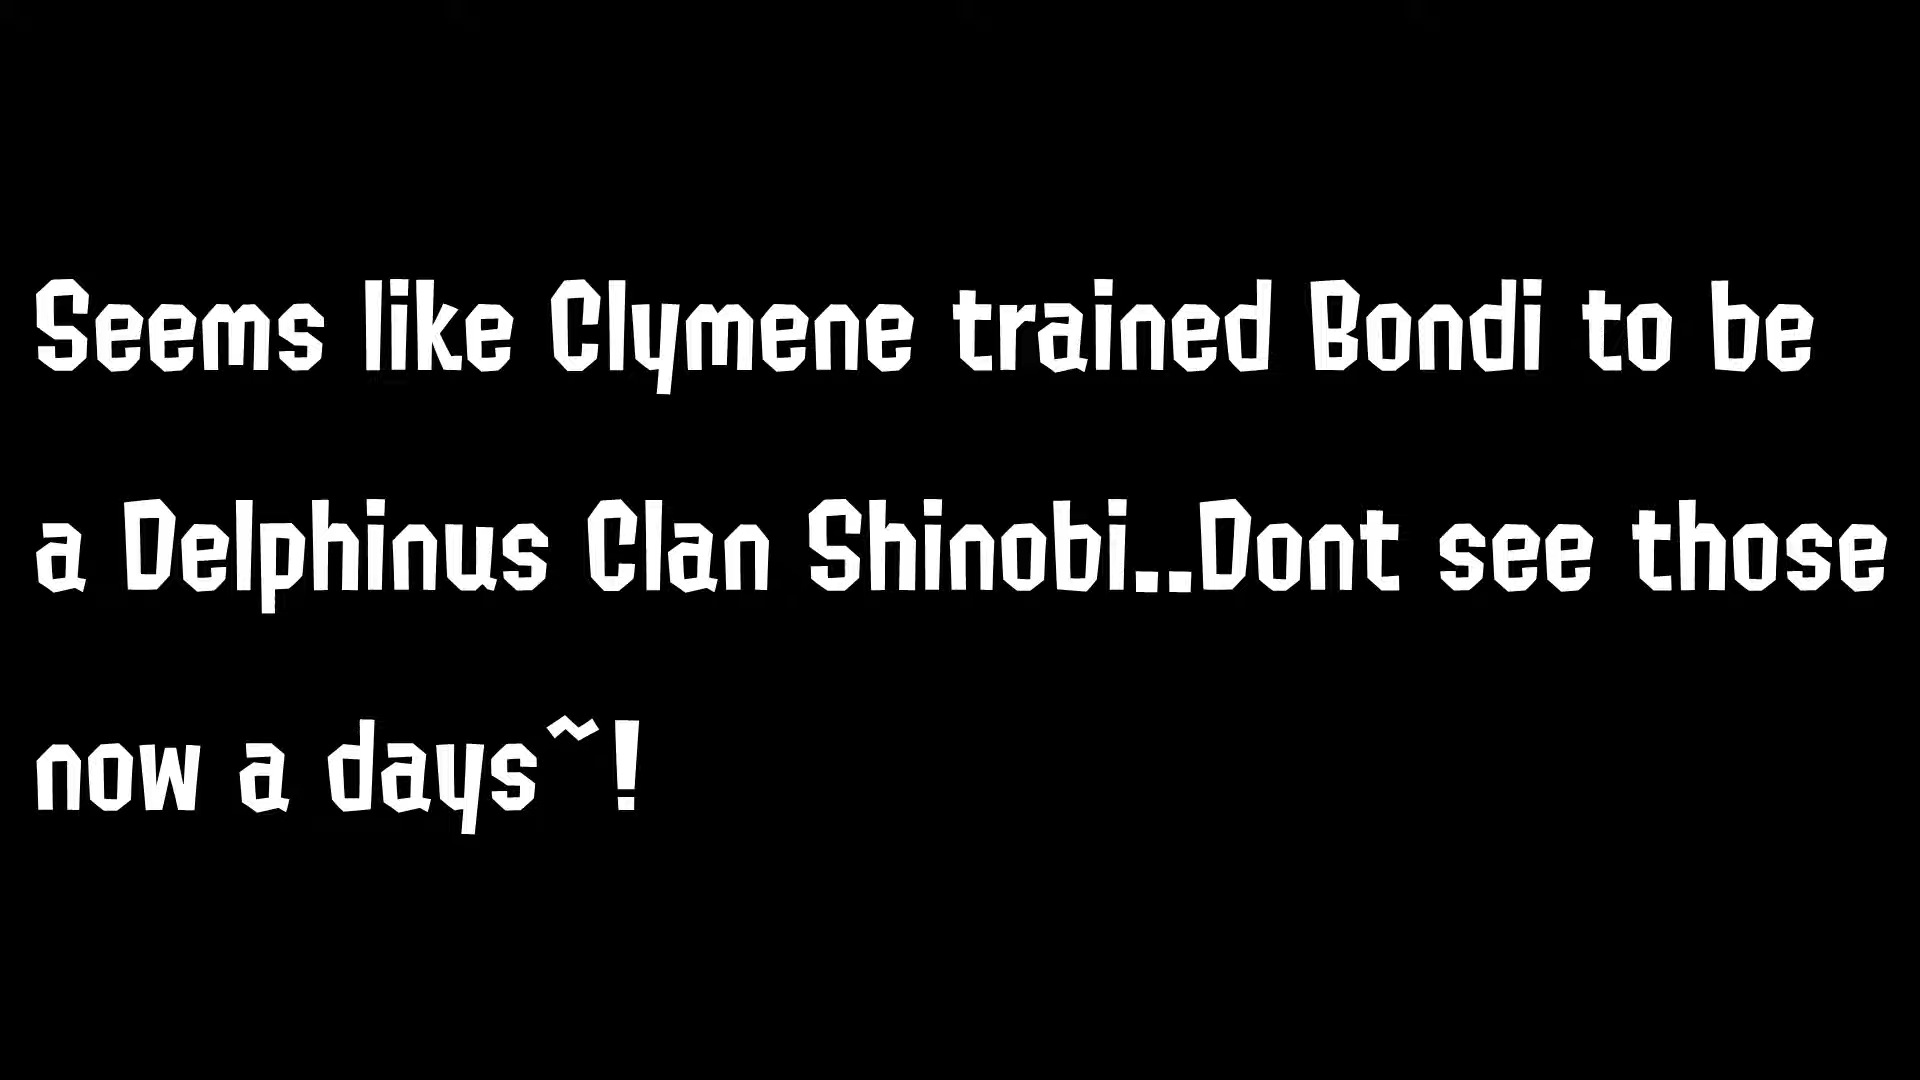 Seems like Clymene trained Bondi to be
a Delphinus Clan Shinobi..Dont see those
now a days~!